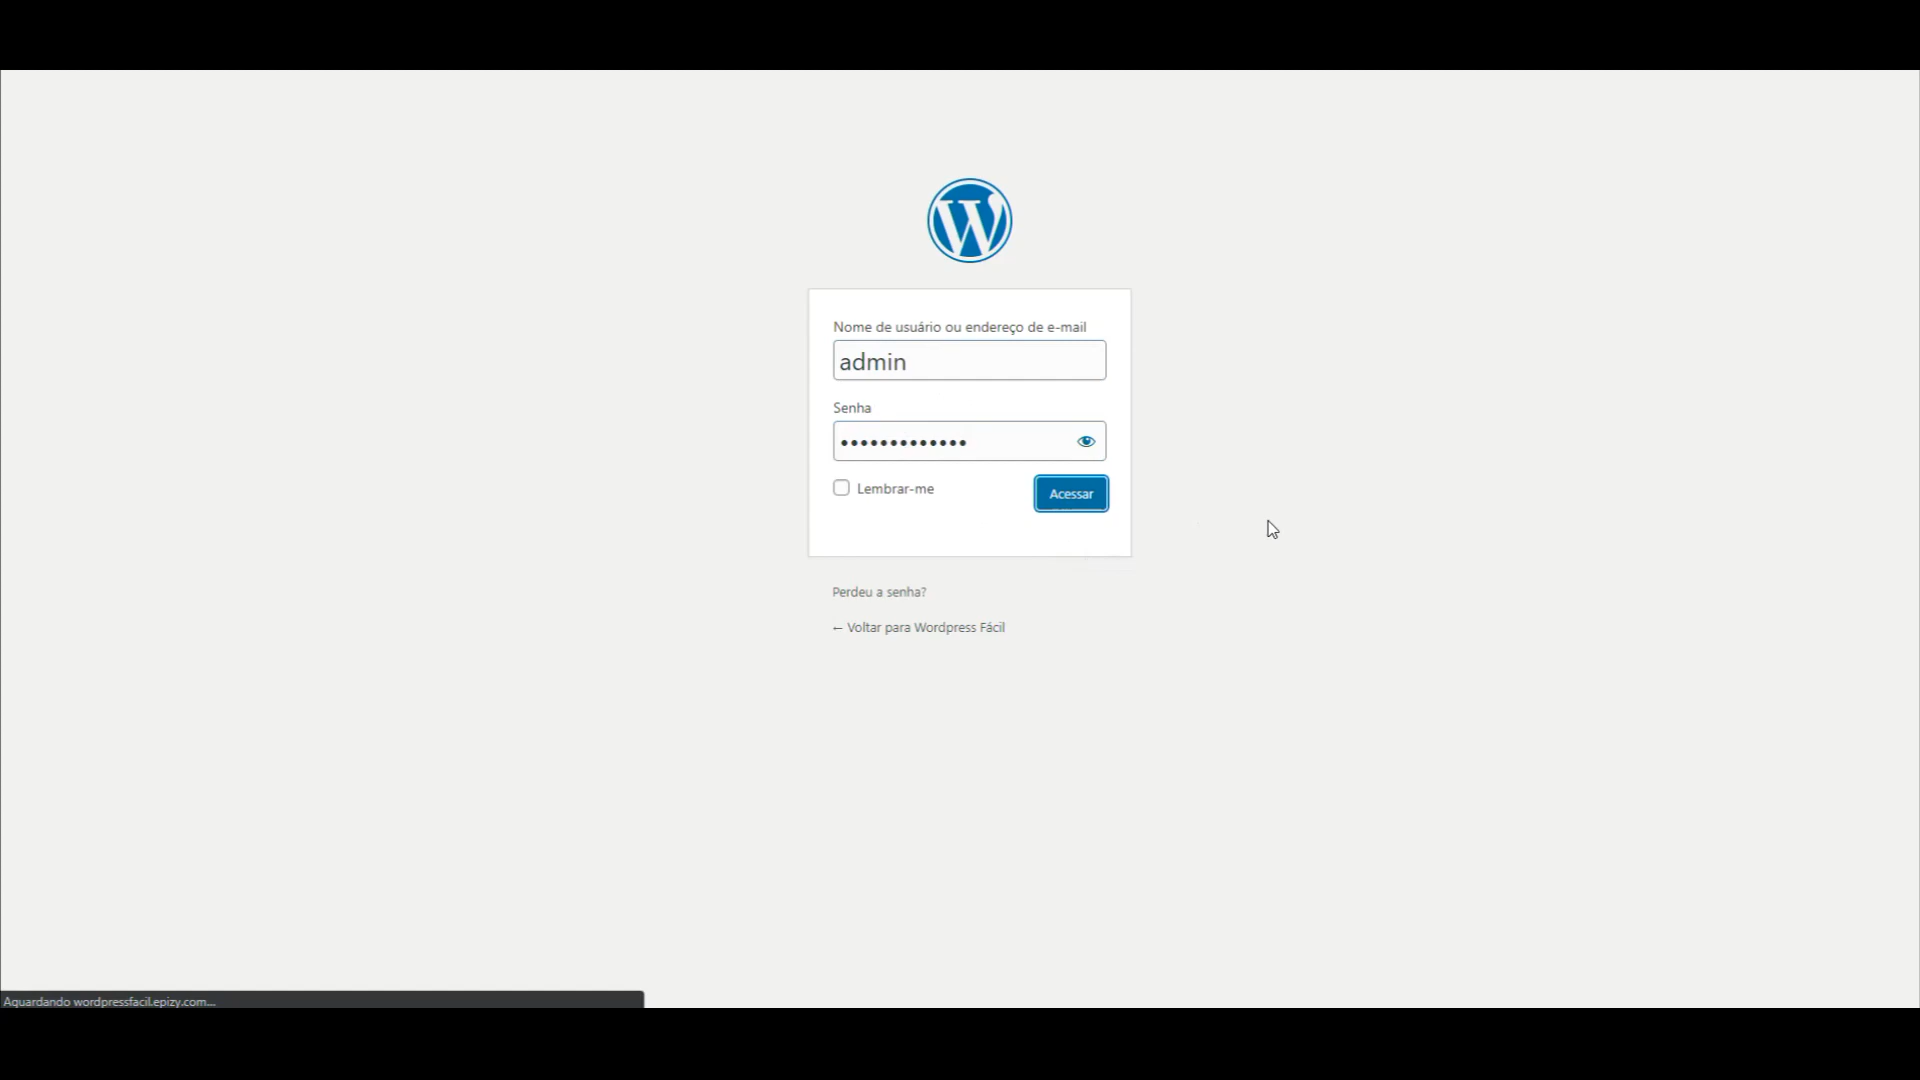 Nome de usuário ou endereço de e-mail
admin
Senha
•••••••••••••
Lembrar-me
Acessar
Perdeu a senha?
← Voltar para Wordpress Fácil
Aguardando wordpressfacil.epizy.com...